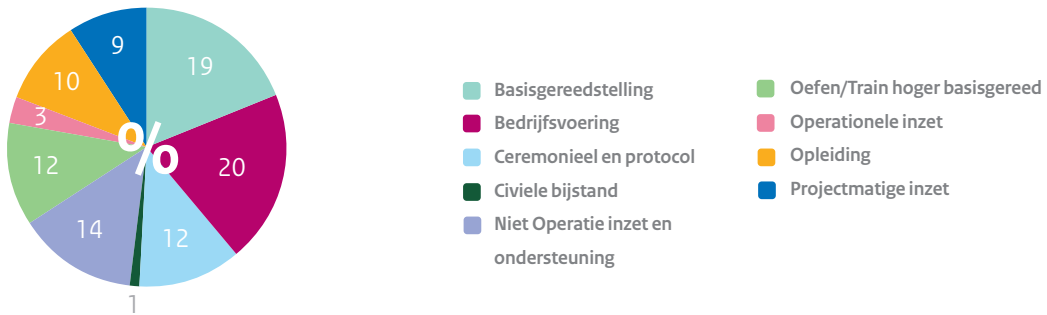 9
19
10
3
%
12
20
14
12
1
Basisgereedstelling
Bedrijfsvoering
Ceremonieel en protocol
Civiele bijstand
Niet Operatie inzet en
ondersteuning
Oefen/Train hoger basisgereed
Operationele inzet
Opleiding
Projectmatige inzet